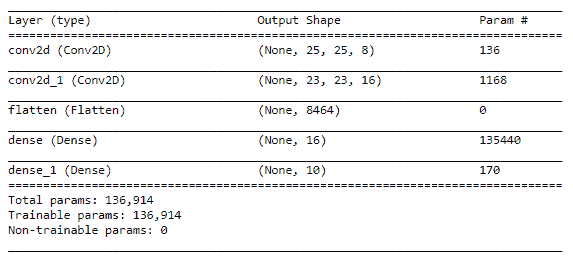 Layer (type) Output Shape Param #
conv2d (Conv2D) (None, 25, 25, 8) 136
conv2d_1 (Conv2D) (None, 23, 23, 16) 1168
flatten (Flatten) (None, 8464) 0
dense (Dense) (None, 16) 135440
dense_1 (Dense) (None, 10) 170
Total params: 136,914
Trainable params: 136,914
Non-trainable params: 0